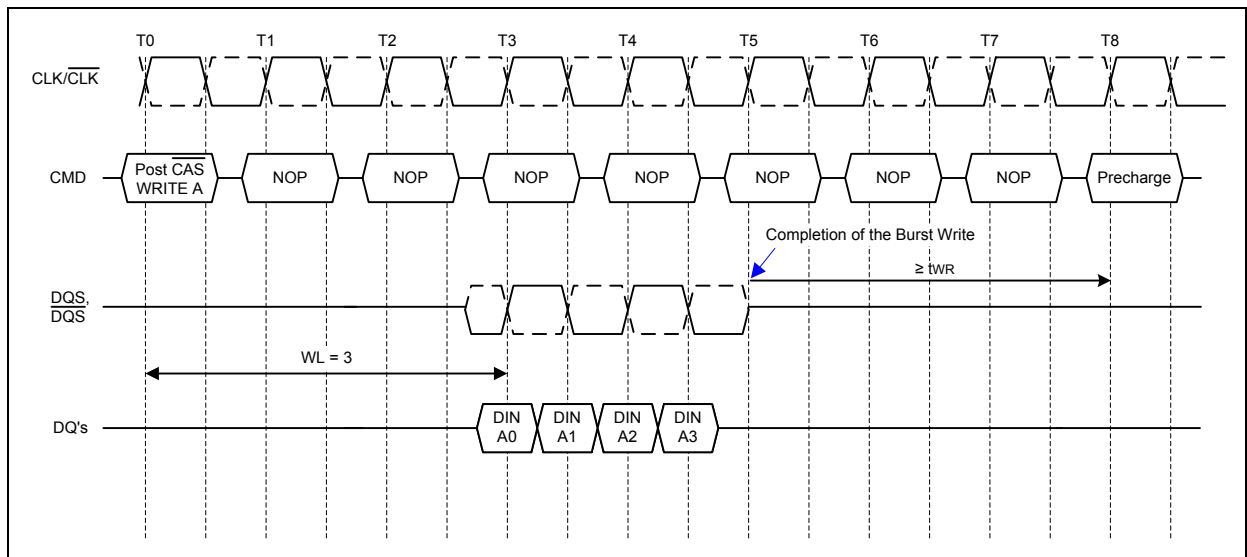 T0 T1 T2 T3 T4 T5 T6 T7 T8
CLK/CLK
CMD
Post CAS
WRITE A
NOP NOP NOP NOP NOP NOP NOP Precharge
Completion of the Burst Write
≥ tWR
DQS,
DQS
WL = 3
DQ's
DIN
A0
DIN
A1
DIN
A2
DIN
A3